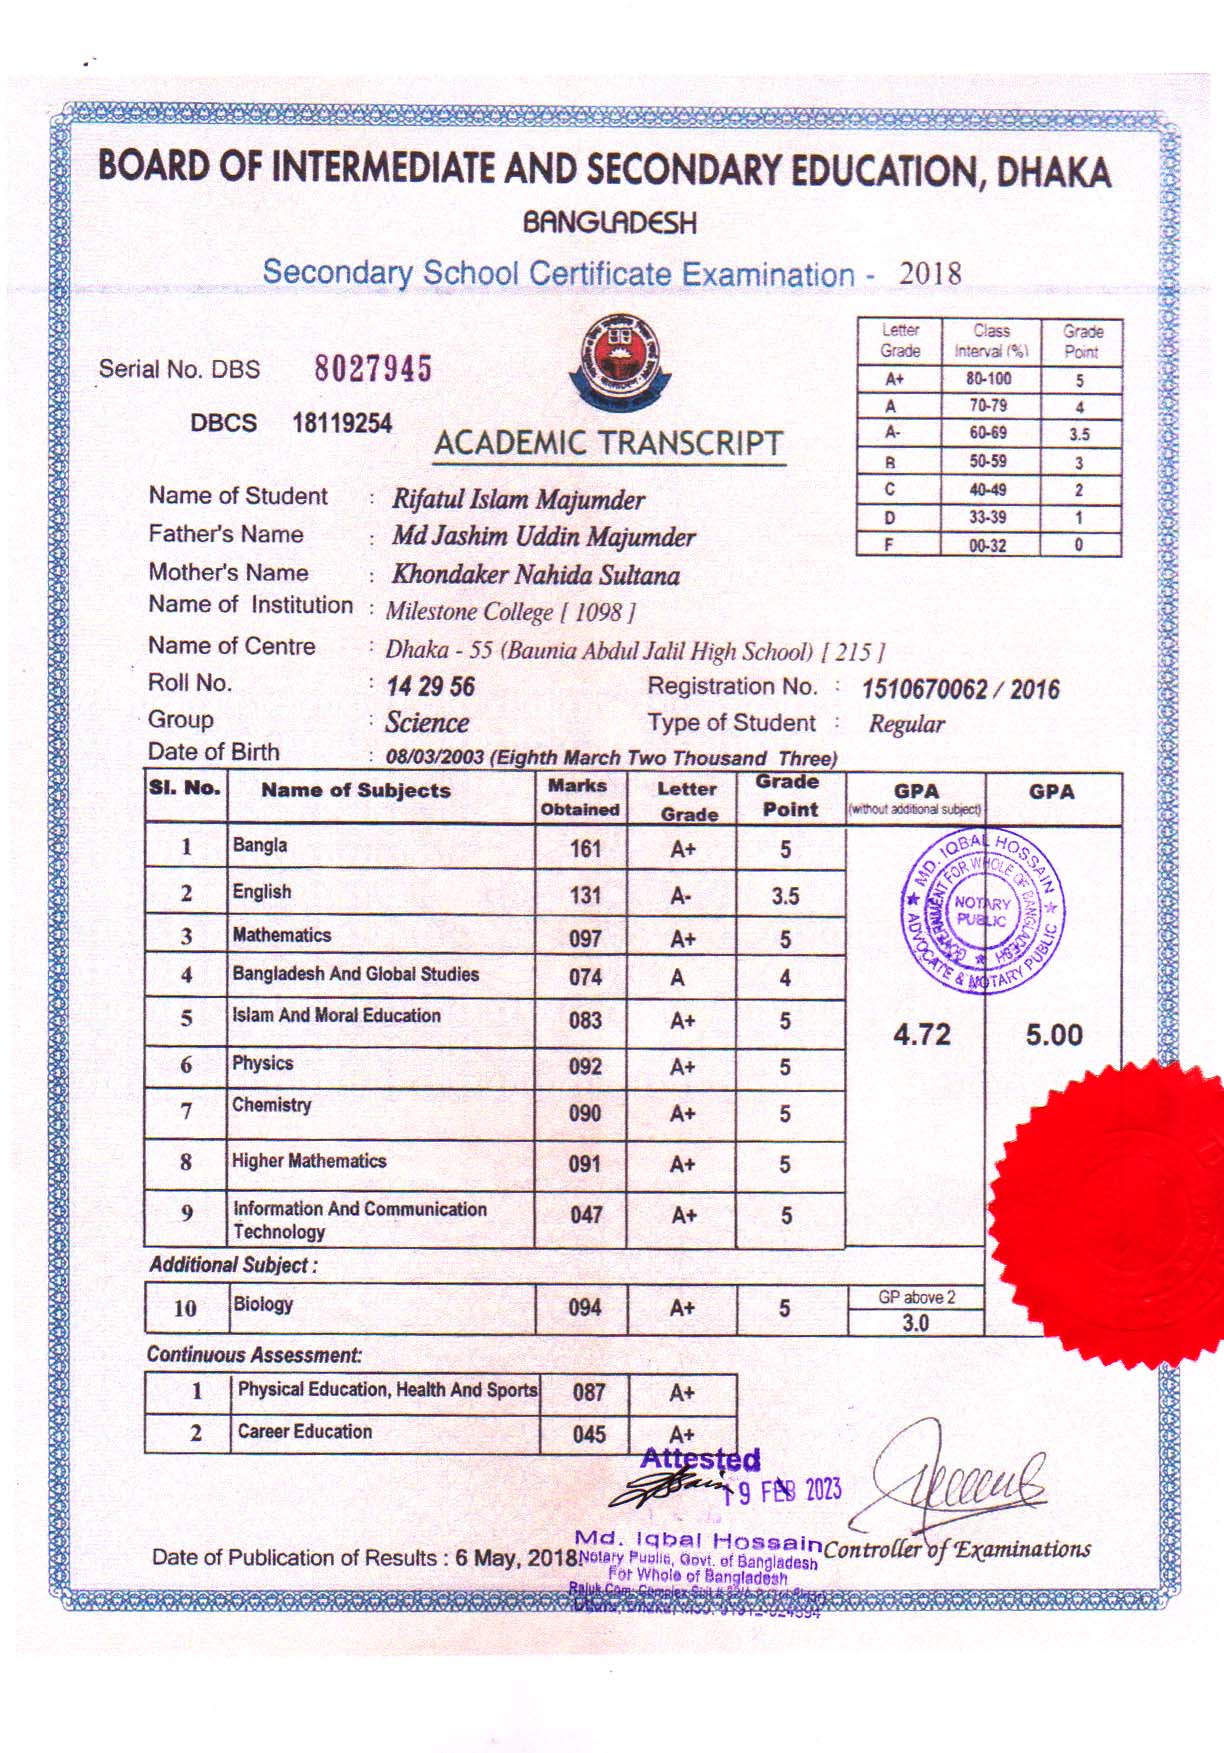 BOARD OF INTERMEDIATE AND SECONDARY EDUCATION, DHAKA
BANGLADESH
Secondary School Certificate Examination - 2018
Letter Grade Class Interval (%) Grade Point
A+ 80-100 5
A 70-79 4
A- 60-69 3.5
B 50-59 3
C 40-49 2
D 33-39 1
F 00-32 0
Serial No. DBS 8027945
DBCS 18119254
ACADEMIC TRANSCRIPT
Name of Student : Rifatul Islam Majumder
Father's Name : Md Jashim Uddin Majumder
Mother's Name : Khondaker Nahida Sultana
Name of Institution : Milestone College [ 1098 ]
Name of Centre : Dhaka - 55 (Baunia Abdul Jalil High School) [ 215 ]
Roll No. : 14 29 56 Registration No. : 1510670062 / 2016
Group : Science Type of Student : Regular
Date of Birth : 08/03/2003 (Eighth March Two Thousand Three)
Sl. No. Name of Subjects Marks Obtained Letter Grade Grade Point GPA (without additional subject) GPA
1 Bangla 161 A+ 5
2 English 131 A- 3.5
3 Mathematics 097 A+ 5
4 Bangladesh And Global Studies 074 A 4
5 Islam And Moral Education 083 A+ 5
4.72 5.00
6 Physics 092 A+ 5
7 Chemistry 090 A+ 5
8 Higher Mathematics 091 A+ 5
9 Information And Communication Technology 047 A+ 5
MD. IQBAL HOSSAIN
ADVOCATE & NOTARY PUBLIC
GOVERNMENT FOR WHOLE OF BANGLADESH
NOTARY
PUBLIC
Additional Subject :
10 Biology 094 A+ 5 GP above 2
3.0
Continuous Assessment:
1 Physical Education, Health And Sports 087 A+
2 Career Education 045 A+
Attested
19 FEB 2023
Md. Iqbal Hossain
Notary Public, Govt. of Bangladesh
For Whole of Bangladesh
Controller of Examinations
Date of Publication of Results : 6 May, 2018